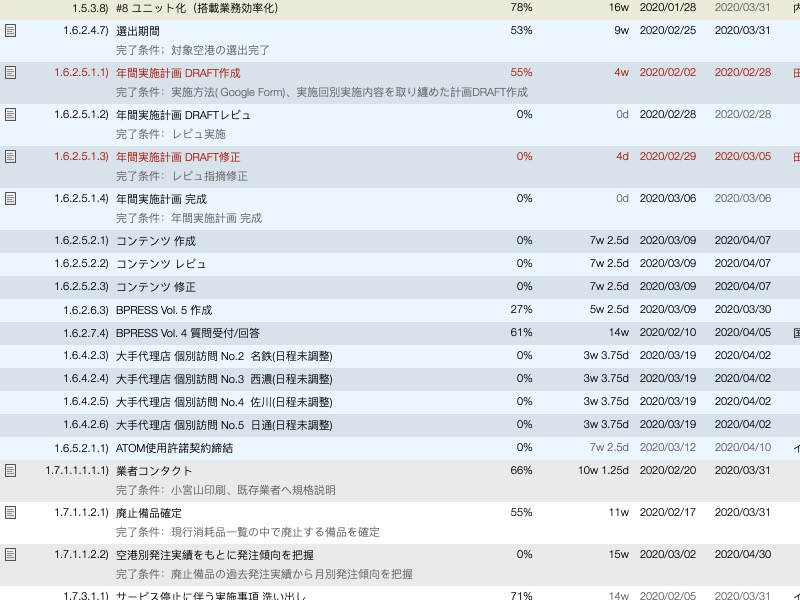 1.5.3.8) #8 ユニット化（搭載業務効率化） 78% 16w 2020/01/28 2020/03/31
1.6.2.4.7) 選出期間 53% 9w 2020/02/25 2020/03/31
完了条件；対象空港の選出完了
1.6.2.5.1.1) 年間実施計画 DRAFT作成 55% 4w 2020/02/02 2020/02/28
完了条件：実施方法( Google Form)、実施回別実施内容を取り纏めた計画DRAFT作成
1.6.2.5.1.2) 年間実施計画 DRAFTレビュ 0% 0d 2020/02/28 2020/02/28
完了条件：レビュ実施
1.6.2.5.1.3) 年間実施計画 DRAFT修正 0% 4d 2020/02/29 2020/03/05
完了条件：レビュ指摘修正
1.6.2.5.1.4) 年間実施計画 完成 0% 0d 2020/03/06 2020/03/06
完了条件：年間実施計画 完成
1.6.2.5.2.1) コンテンツ 作成 0% 7w 2.5d 2020/03/09 2020/04/07
1.6.2.5.2.2) コンテンツ レビュ 0% 7w 2.5d 2020/03/09 2020/04/07
1.6.2.5.2.3) コンテンツ 修正 0% 7w 2.5d 2020/03/09 2020/04/07
1.6.2.6.3) BPRESS Vol. 5 作成 27% 5w 2.5d 2020/03/09 2020/03/30
1.6.2.7.4) BPRESS Vol. 4 質問受付/回答 61% 14w 2020/02/10 2020/04/05
1.6.4.2.3) 大手代理店 個別訪問 No.2 名鉄(日程未調整) 0% 3w 3.75d 2020/03/19 2020/04/02
1.6.4.2.4) 大手代理店 個別訪問 No.3 西濃(日程未調整) 0% 3w 3.75d 2020/03/19 2020/04/02
1.6.4.2.5) 大手代理店 個別訪問 No.4 佐川(日程未調整) 0% 3w 3.75d 2020/03/19 2020/04/02
1.6.4.2.6) 大手代理店 個別訪問 No.5 日通(日程未調整) 0% 3w 3.75d 2020/03/19 2020/04/02
1.6.5.2.1.1) ATOM使用許諾契約締結 0% 7w 2.5d 2020/03/12 2020/04/10
1.7.1.1.1.1.1) 業者コンタクト 66% 10w 1.25d 2020/02/20 2020/03/31
完了条件：小宮山印刷、既存業者へ規格説明
1.7.1.1.2.1) 廃止備品確定 55% 11w 2020/02/17 2020/03/31
完了条件：現行消耗品一覧の中で廃止する備品を確定
1.7.1.1.2.2) 空港別発注実績をもとに発注傾向を把握 0% 15w 2020/03/02 2020/04/30
完了条件：廃止備品の過去発注実績から月別発注傾向を把握
1.7.3.1.1) サービス停止に伴う実施事項 洗い出し 71% 14w 2020/02/05 2020/03/31